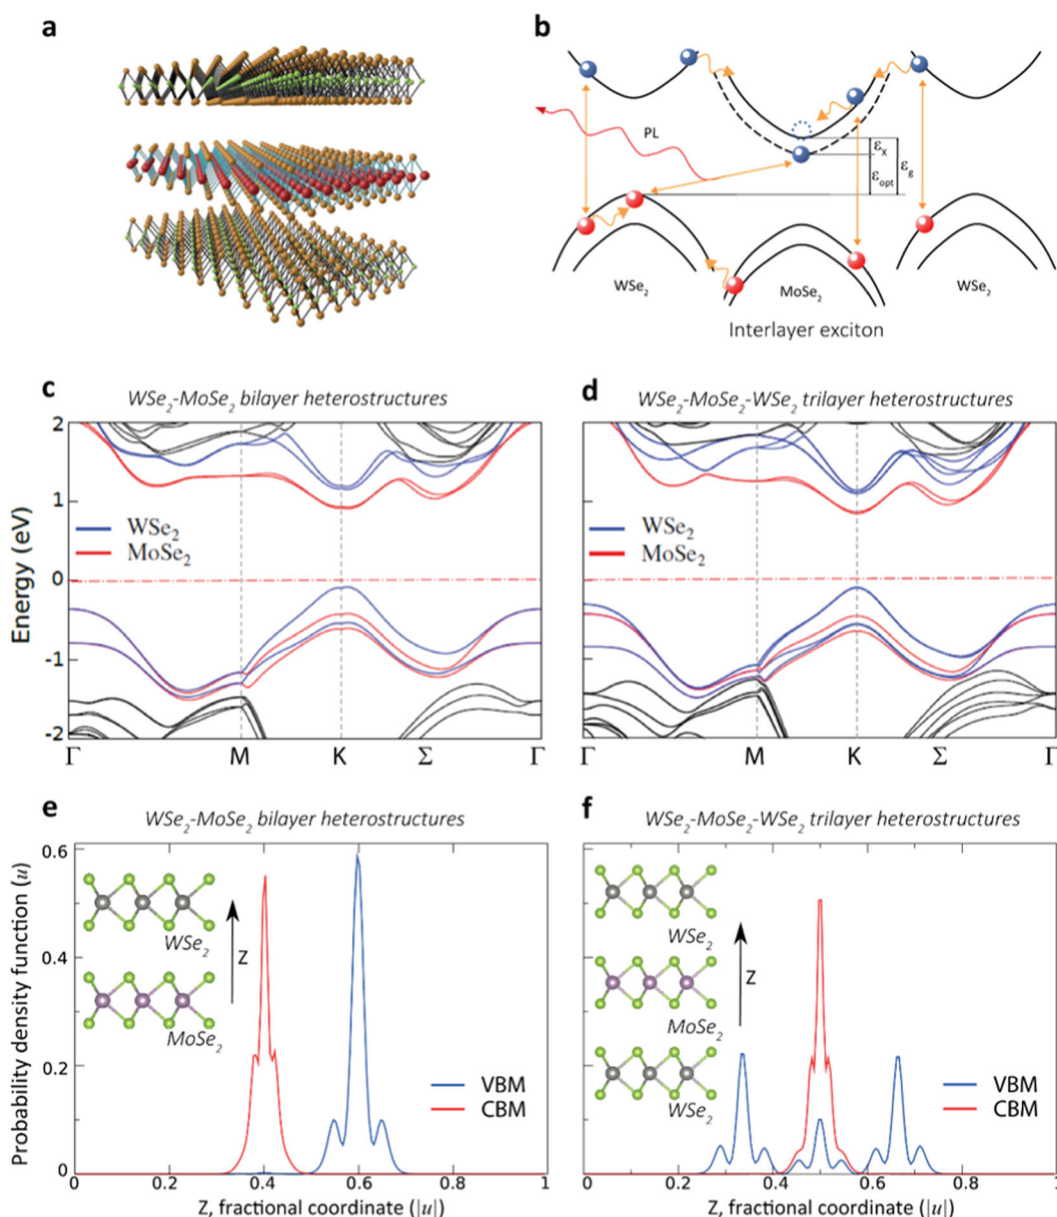 a
b
PL
ε_X
ε_opt
ε_g
WSe₂
MoSe₂
WSe₂
Interlayer exciton
c
WSe₂-MoSe₂ bilayer heterostructures
Energy (eV)
2
1
0
-1
-2
WSe₂
MoSe₂
Γ M K Σ Γ
d
WSe₂-MoSe₂-WSe₂ trilayer heterostructures
WSe₂
MoSe₂
Γ M K Σ Γ
e
WSe₂-MoSe₂ bilayer heterostructures
Probability density function (u)
0.6
0.4
0.2
0
WSe₂
Z
MoSe₂
VBM
CBM
0 0.2 0.4 0.6 0.8 1
Z, fractional coordinate (|u|)
f
WSe₂-MoSe₂-WSe₂ trilayer heterostructures
WSe₂
Z
MoSe₂
WSe₂
VBM
CBM
0 0.2 0.4 0.6 0.8 1
Z, fractional coordinate (|u|)